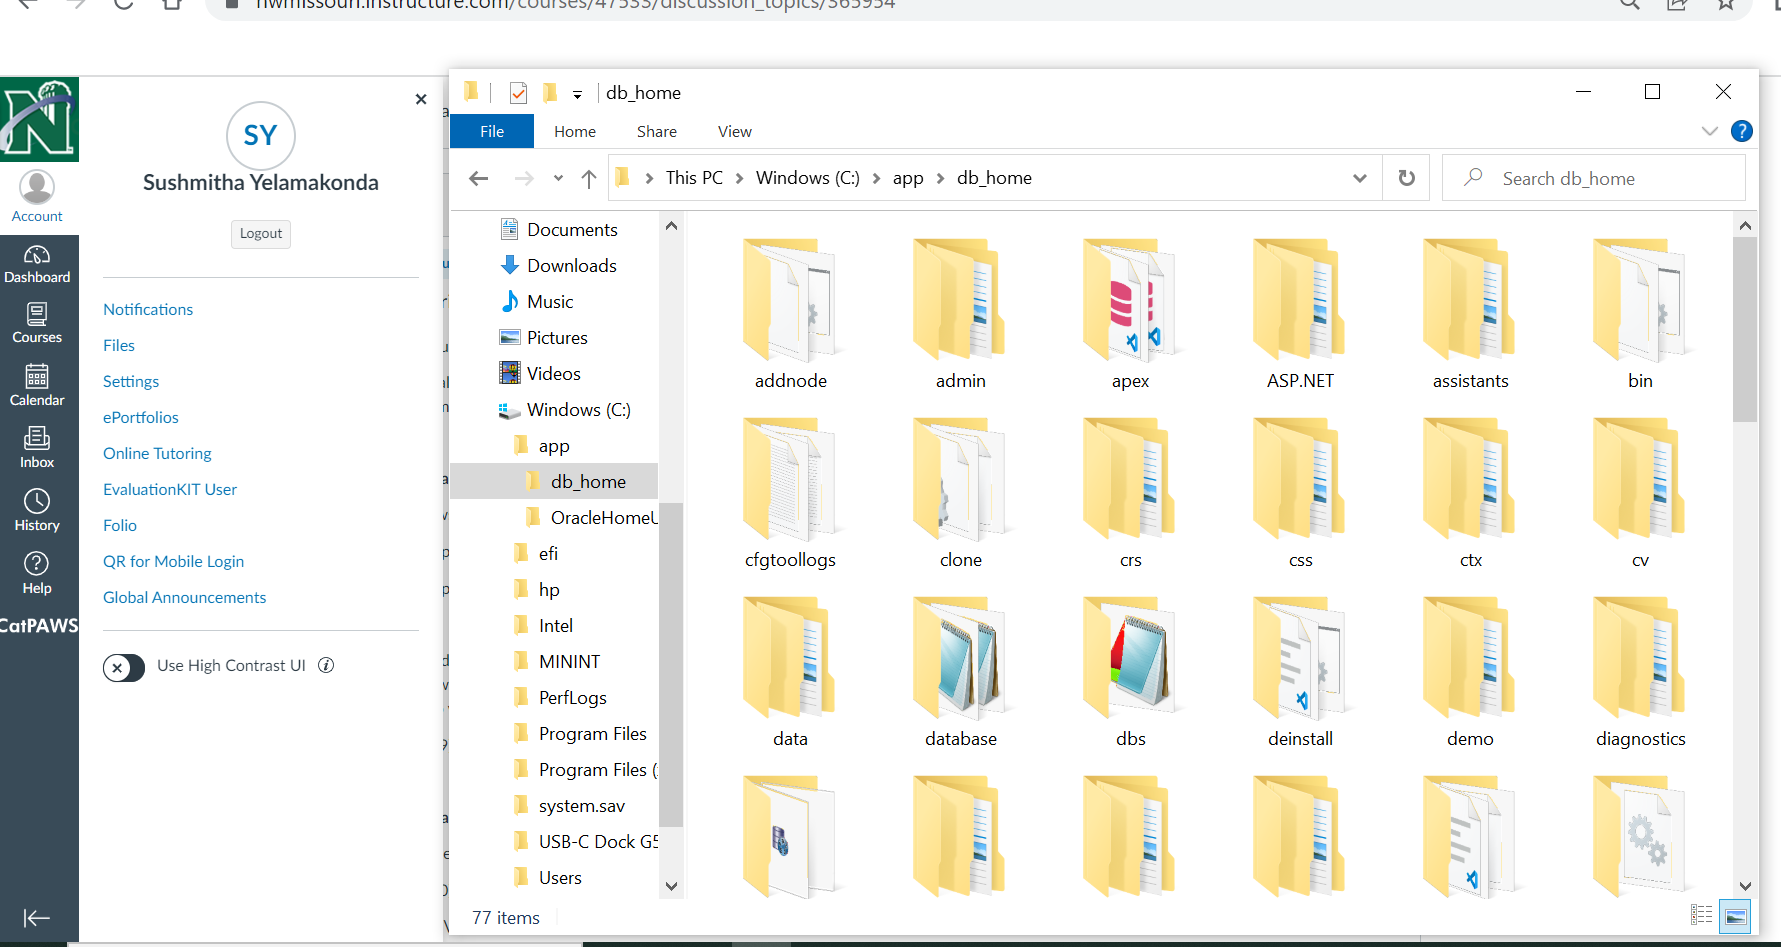 nwmissouri.instructure.com/courses/47533/discussion_topics/365954
N
Account
Dashboard
Courses
Calendar
Inbox
History
Help
CatPAWS
SY
Sushmitha Yelamakonda
Logout
Notifications
Files
Settings
ePortfolios
Online Tutoring
EvaluationKIT User
Folio
QR for Mobile Login
Global Announcements
Use High Contrast UI
db_home
File Home Share View
This PC > Windows (C:) > app > db_home
Search db_home
Documents
Downloads
Music
Pictures
Videos
Windows (C:)
app
db_home
OracleHomeU
efi
hp
Intel
MININT
PerfLogs
Program Files
Program Files (
system.sav
USB-C Dock G5
Users
addnode admin apex ASP.NET assistants bin
cfgtoollogs clone crs css ctx cv
data database dbs deinstall demo diagnostics
77 items